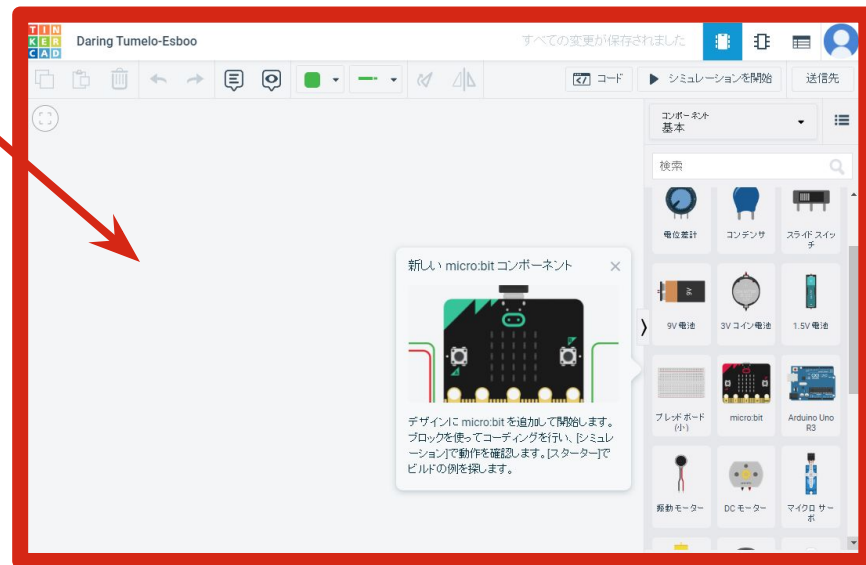 TIN
KER
CAD
Daring Tumelo-Esboo
すべての変更が保存されました
コード
シミュレーションを開始
送信先
コンポーネント
基本
検索
電位差計
コンデンサ
スライド スイッ
チ
新しい micro:bit コンポーネント
デザインに micro:bit を追加して開始します。
ブロックを使ってコーディングを行い、[シミュレ
ーション]で動作を確認します。[スターター]で
ビルドの例を探します。
9V
9V 電池
3V コイン電池
1.5V 電池
ブレッド ボード
(小)
micro:bit
Arduino Uno
R3
振動モーター
DC モーター
マイクロ サー
ボ